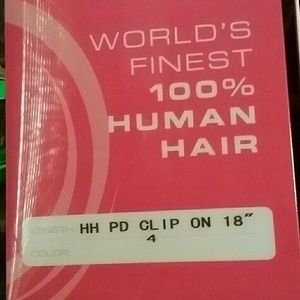 WORLD'S
FINEST
100%
HUMAN
HAIR
LENGTH: HH PD CLIP ON 18"
4
COLOR: